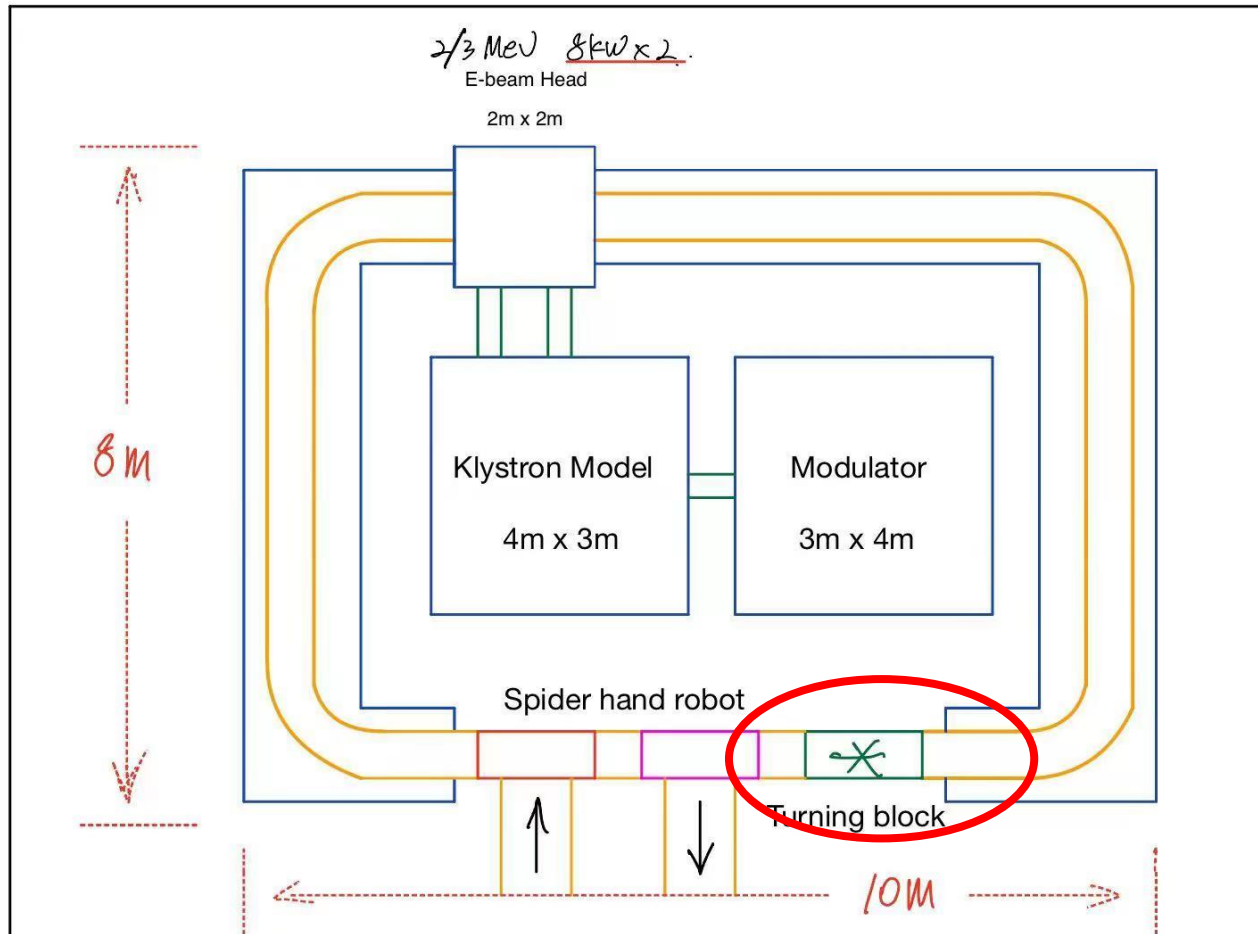 2/3 MeV 8kw x 2.
E-beam Head
2m x 2m
8m
Klystron Model
4m x 3m
Modulator
3m x 4m
Spider hand robot
Turning block
10m